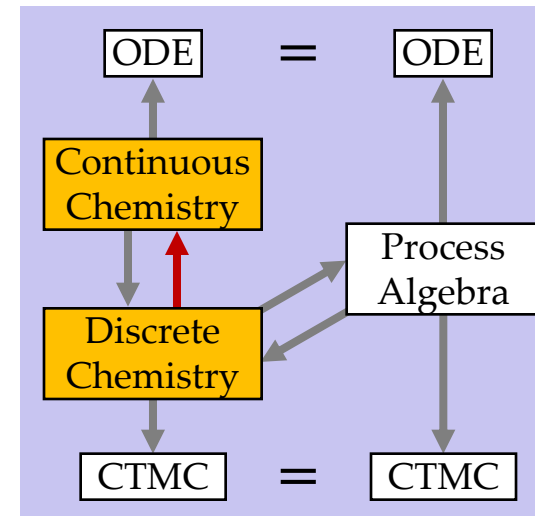 ODE = ODE
Continuous
Chemistry
Process
Algebra
Discrete
Chemistry
CTMC = CTMC